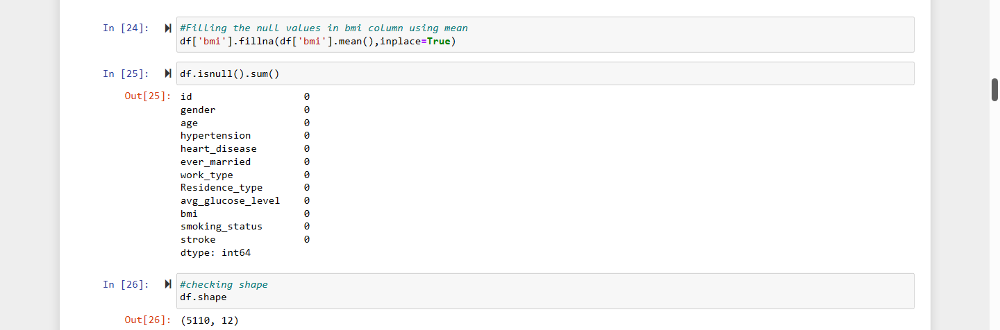 In [24]: #Filling the null values in bmi column using mean
df['bmi'].fillna(df['bmi'].mean(),inplace=True)
In [25]: df.isnull().sum()
Out[25]: id 0
gender 0
age 0
hypertension 0
heart_disease 0
ever_married 0
work_type 0
Residence_type 0
avg_glucose_level 0
bmi 0
smoking_status 0
stroke 0
dtype: int64
In [26]: #checking shape
df.shape
Out[26]: (5110, 12)